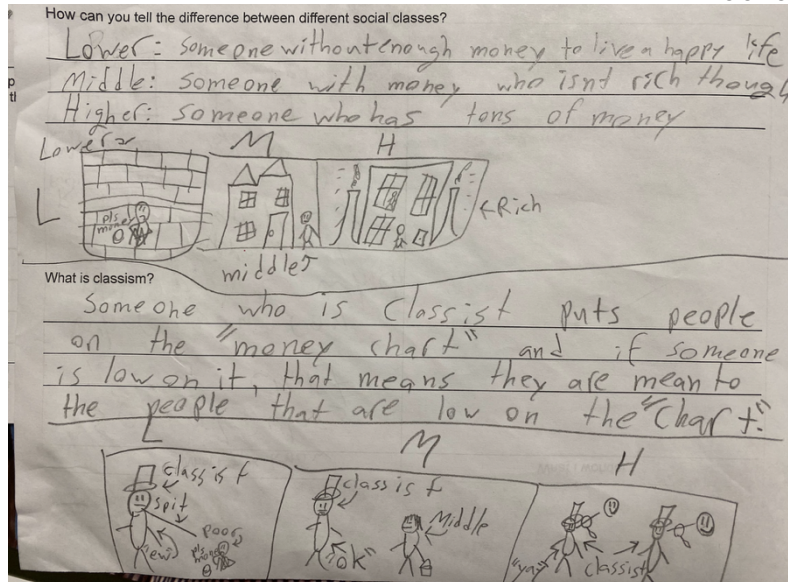 How can you tell the difference between different social classes?
Lower: Someone without enough money to live a happy life
Middle: Someone with money who isnt rich though
Higher: Someone who has tons of money
Lower
M
H
L
pls
money
←Rich
middle
What is classism?
Someone who is Classist puts people
on the "money chart" and if someone
is low on it, that means they are mean to
the people that are low on the "Chart."
L
M
H
Classist
spit
poor
"ew"
pls
money
classist
Middle
"ok"
"yay"
classist